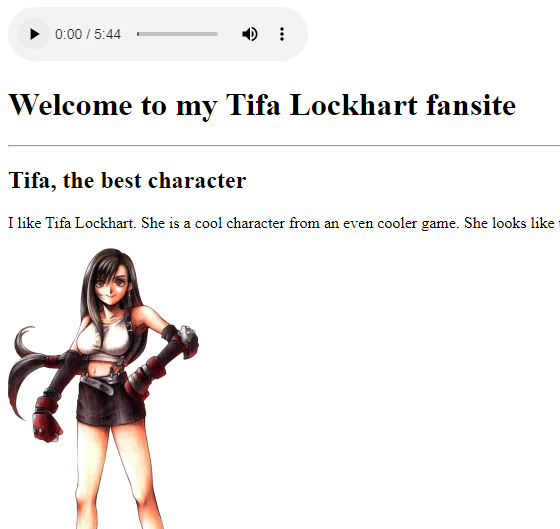 0:00 / 5:44
Welcome to my Tifa Lockhart fansite
Tifa, the best character
I like Tifa Lockhart. She is a cool character from an even cooler game. She looks like